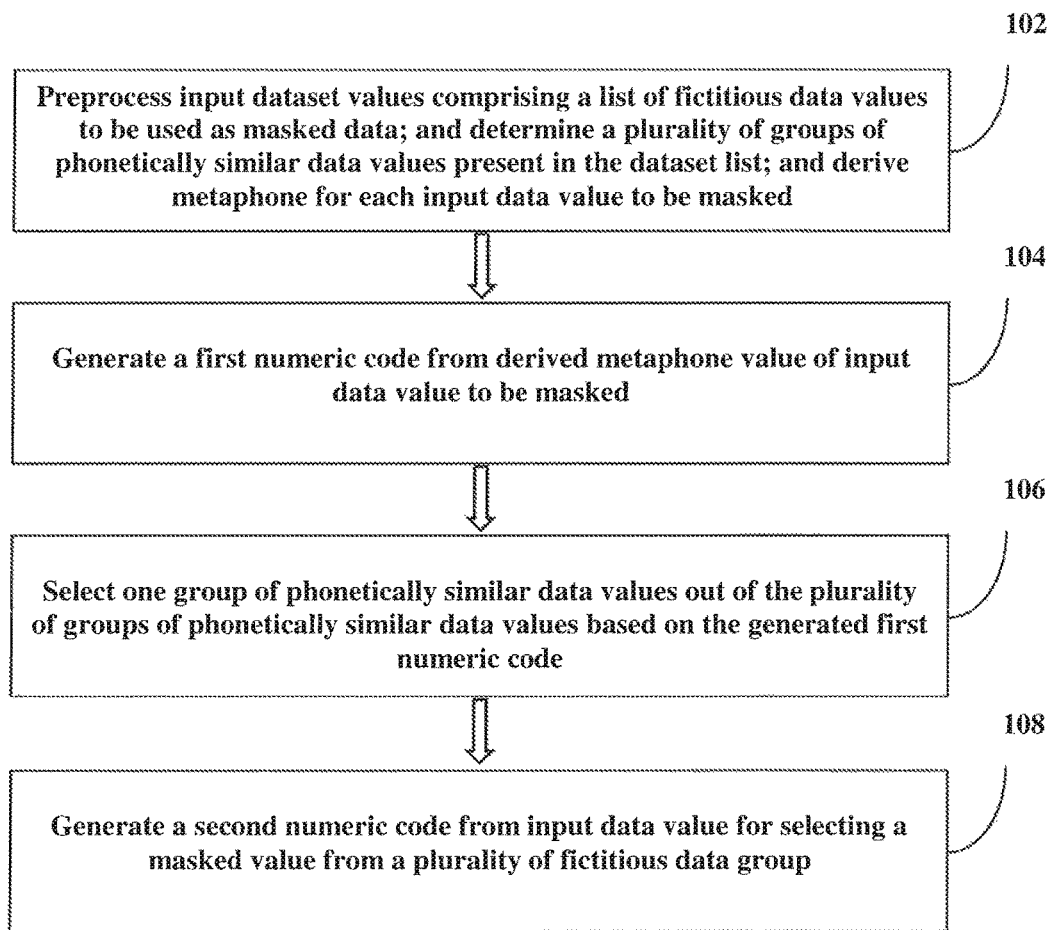 102
Preprocess input dataset values comprising a list of fictitious data values
to be used as masked data; and determine a plurality of groups of
phonetically similar data values present in the dataset list; and derive
metaphone for each input data value to be masked
104
Generate a first numeric code from derived metaphone value of input
data value to be masked
106
Select one group of phonetically similar data values out of the plurality
of groups of phonetically similar data values based on the generated first
numeric code
108
Generate a second numeric code from input data value for selecting a
masked value from a plurality of fictitious data group